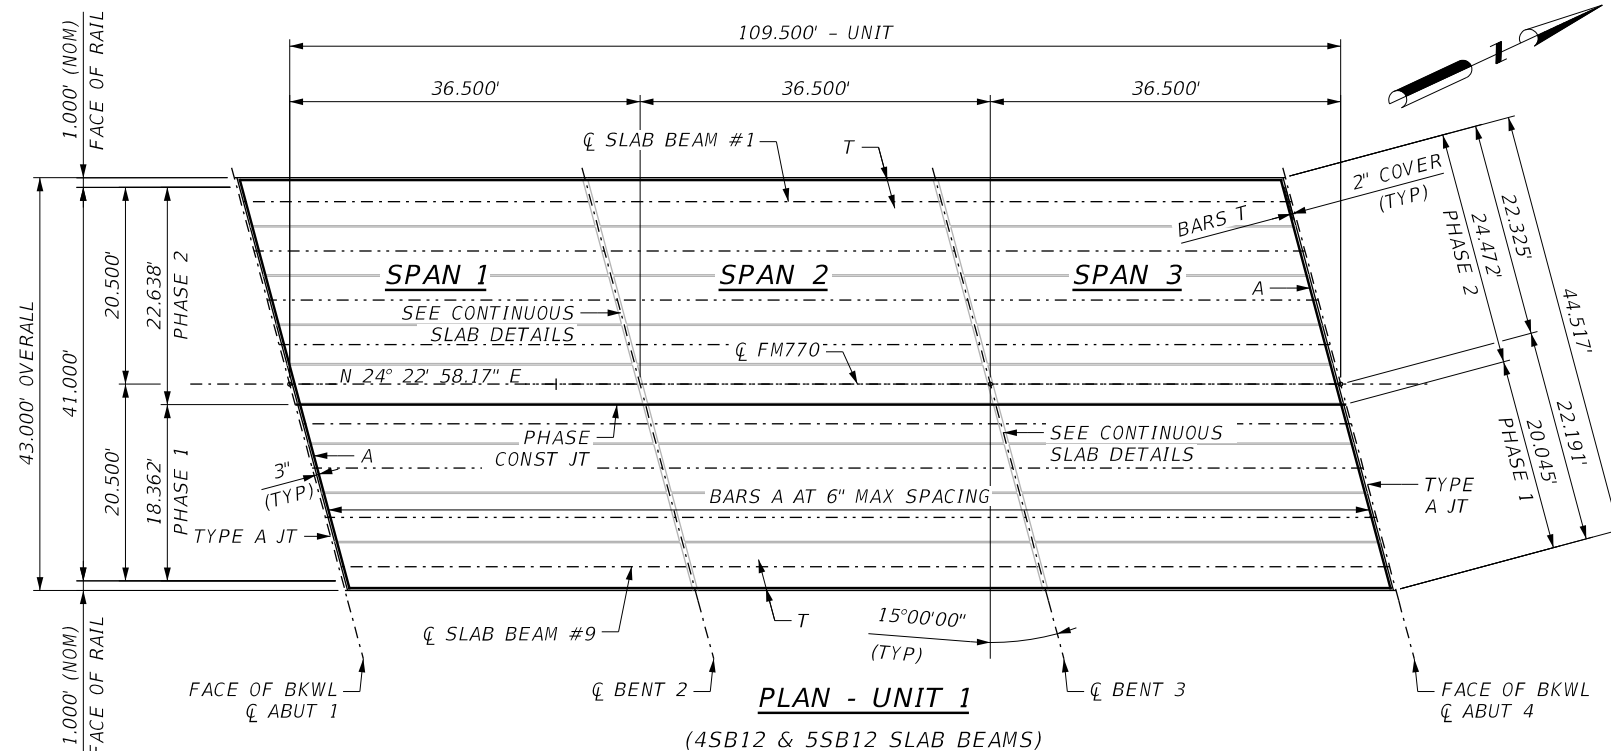 109.500' - UNIT
36.500'
36.500'
36.500'
1.000' (NOM)
FACE OF RAIL
℄ SLAB BEAM #1
T
N
2" COVER
(TYP)
BARS T
SPAN 1
SPAN 2
SPAN 3
A
SEE CONTINUOUS
SLAB DETAILS
℄ FM770
N 24° 22' 58.17" E
43.000' OVERALL
41.000'
20.500'
22.638'
PHASE 2
20.500'
18.362'
PHASE 1
PHASE 2
24.472'
22.325'
44.517'
PHASE 1
20.045'
22.191'
PHASE
CONST JT
SEE CONTINUOUS
SLAB DETAILS
A
3"
(TYP)
BARS A AT 6" MAX SPACING
TYPE
A JT
TYPE A JT
℄ SLAB BEAM #9
T
15°00'00"
(TYP)
1.000' (NOM)
FACE OF RAIL
FACE OF BKWL
℄ ABUT 1
℄ BENT 2
℄ BENT 3
FACE OF BKWL
℄ ABUT 4
PLAN - UNIT 1
(4SB12 & 5SB12 SLAB BEAMS)